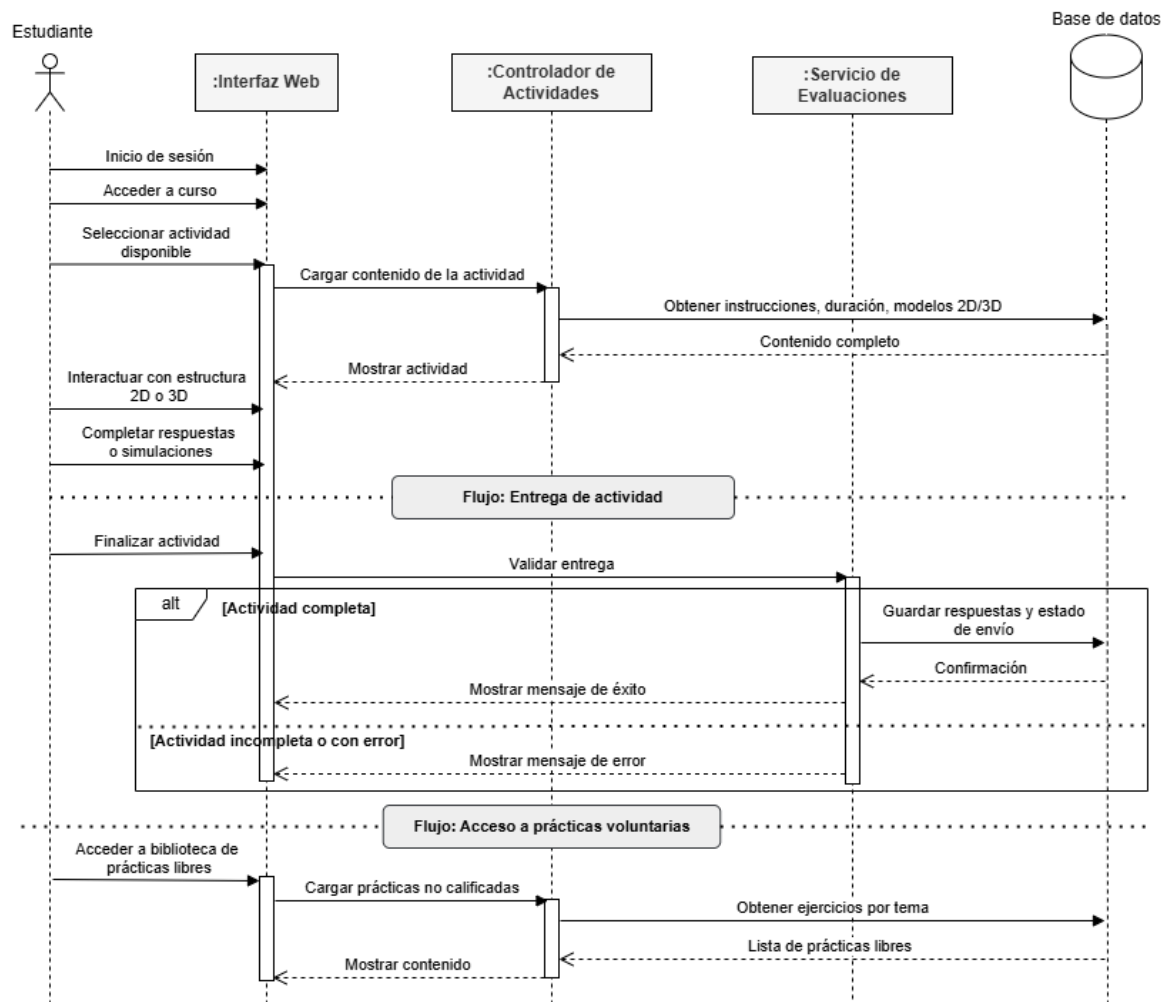 Estudiante
Base de datos
:Interfaz Web
:Controlador de
Actividades
:Servicio de
Evaluaciones
Inicio de sesión
Acceder a curso
Seleccionar actividad
disponible
Cargar contenido de la actividad
Obtener instrucciones, duración, modelos 2D/3D
Contenido completo
Mostrar actividad
Interactuar con estructura
2D o 3D
Completar respuestas
o simulaciones
Flujo: Entrega de actividad
Finalizar actividad
Validar entrega
alt
[Actividad completa]
Guardar respuestas y estado
de envío
Confirmación
Mostrar mensaje de éxito
[Actividad incompleta o con error]
Mostrar mensaje de error
Flujo: Acceso a prácticas voluntarias
Acceder a biblioteca de
prácticas libres
Cargar prácticas no calificadas
Obtener ejercicios por tema
Lista de prácticas libres
Mostrar contenido